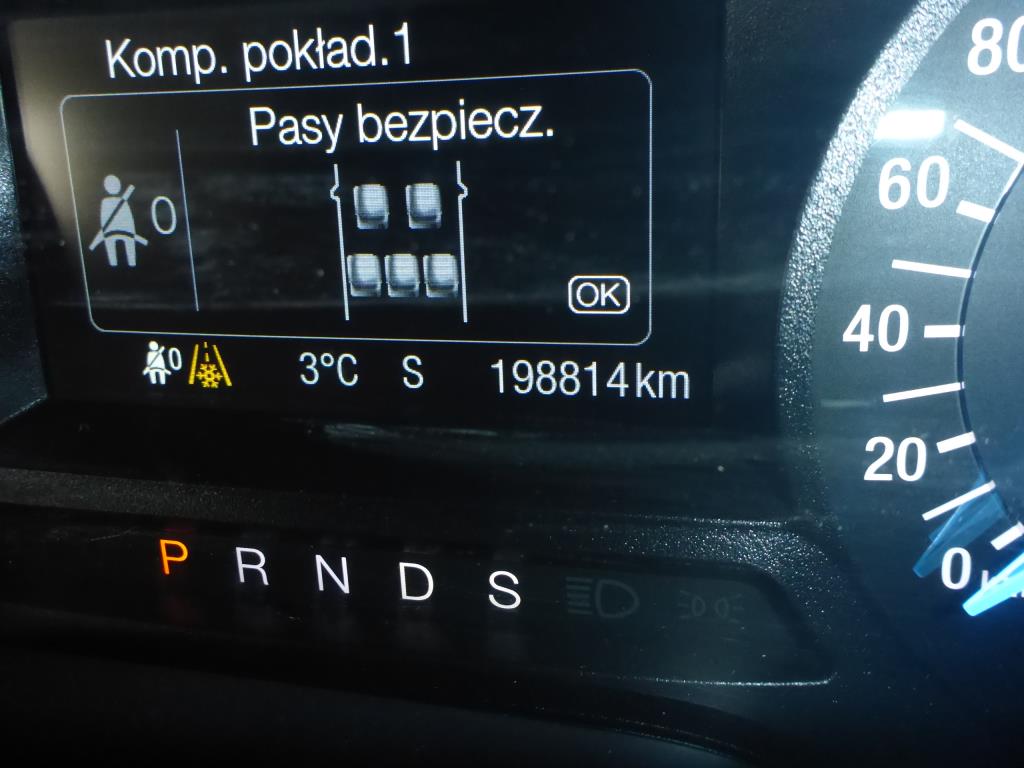 Komp. pokład.1
Pasy bezpiecz.
0
OK
0 3°C S 198814km
P R N D S
80
60
40
20
0